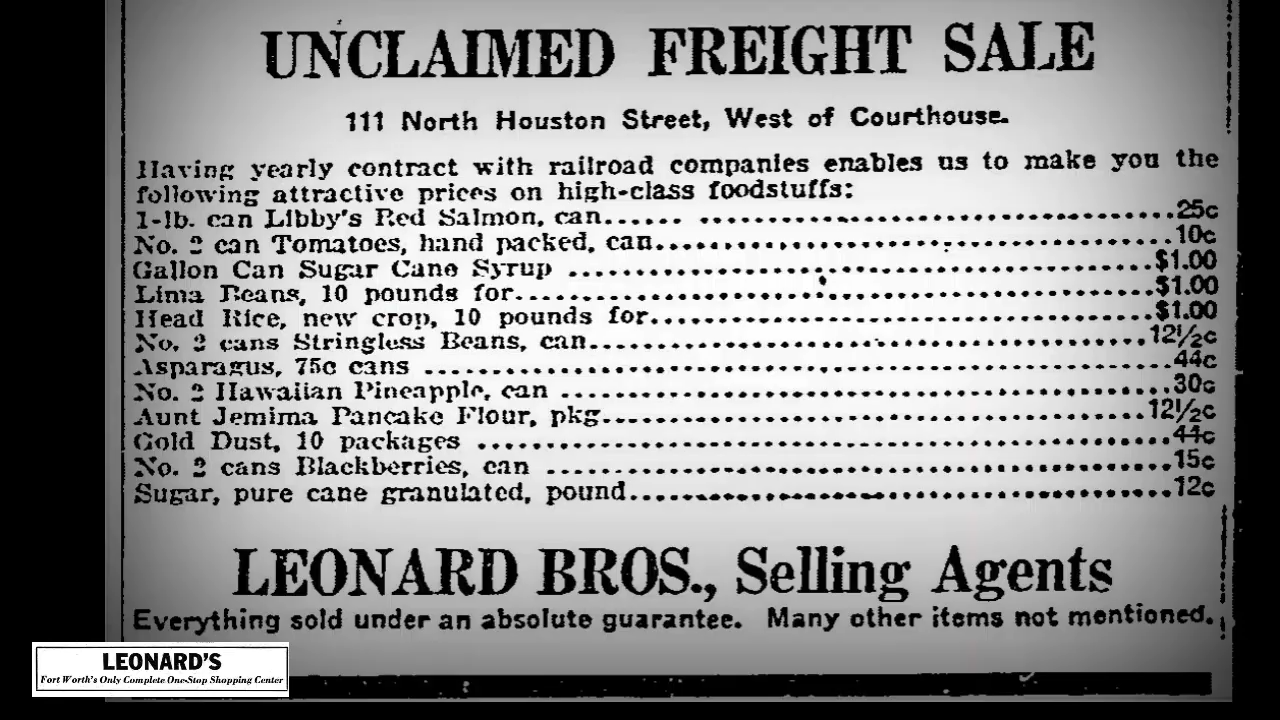 UNCLAIMED FREIGHT SALE
111 North Houston Street, West of Courthouse.
Having yearly contract with railroad companies enables us to make you the
following attractive prices on high-class foodstuffs:
1-lb. can Libby's Red Salmon, can...... ........................................25c
No. 2 can Tomatoes, hand packed, can..........................................10c
Gallon Can Sugar Cane Syrup ................................................$1.00
Lima Beans, 10 pounds for....................................................$1.00
Head Rice, new crop, 10 pounds for.........................................$1.00
No. 2 cans Stringless Beans, can..............................................12½c
Asparagus, 75c cans ............................................................44c
No. 2 Hawaiian Pineapple, can .................................................30c
Aunt Jemima Pancake Flour, pkg.............................................12½c
Gold Dust, 10 packages ........................................................44c
No. 2 cans Blackberries, can ..................................................15c
Sugar, pure cane granulated, pound............................................12c
LEONARD BROS., Selling Agents
Everything sold under an absolute guarantee. Many other items not mentioned.
LEONARD'S
Fort Worth's Only Complete One-Stop Shopping Center